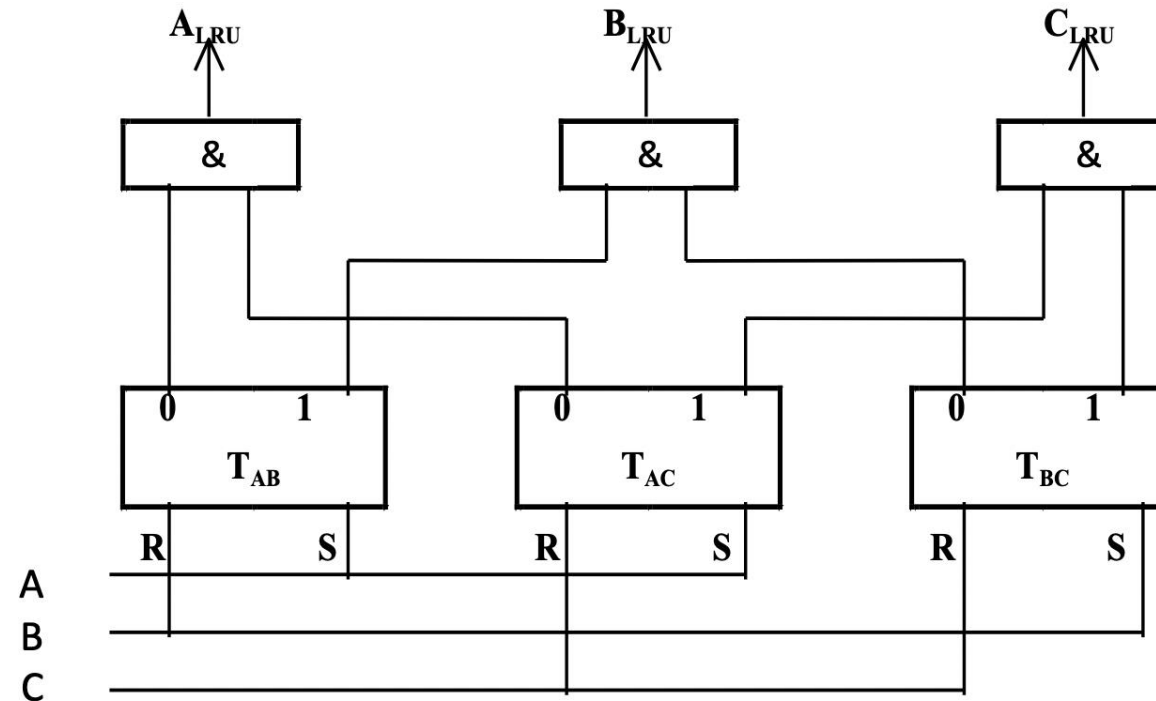 A_LRU B_LRU C_LRU
& & &
0 1 0 1 0 1
T_AB T_AC T_BC
R S R S R S
A
B
C